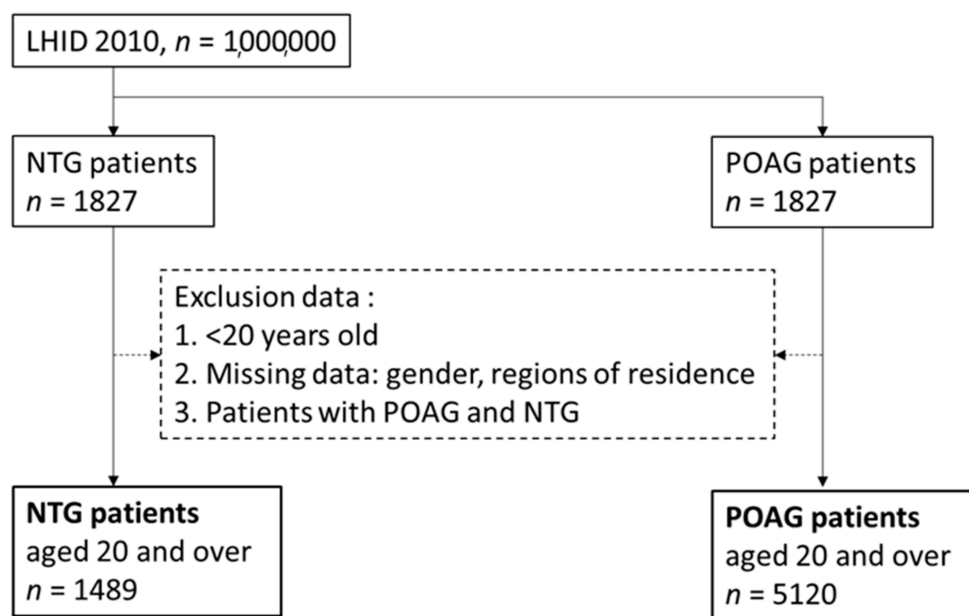 LHID 2010, n = 1,000,000
NTG patients
n = 1827
POAG patients
n = 1827
Exclusion data :
1. <20 years old
2. Missing data: gender, regions of residence
3. Patients with POAG and NTG
NTG patients
aged 20 and over
n = 1489
POAG patients
aged 20 and over
n = 5120